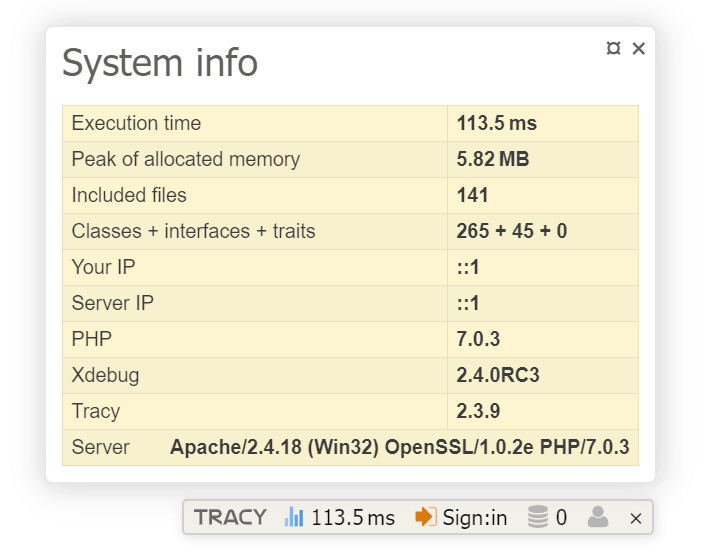 System info
Execution time 113.5 ms
Peak of allocated memory 5.82 MB
Included files 141
Classes + interfaces + traits 265 + 45 + 0
Your IP ::1
Server IP ::1
PHP 7.0.3
Xdebug 2.4.0RC3
Tracy 2.3.9
Server Apache/2.4.18 (Win32) OpenSSL/1.0.2e PHP/7.0.3
TRACY 113.5 ms Sign:in 0